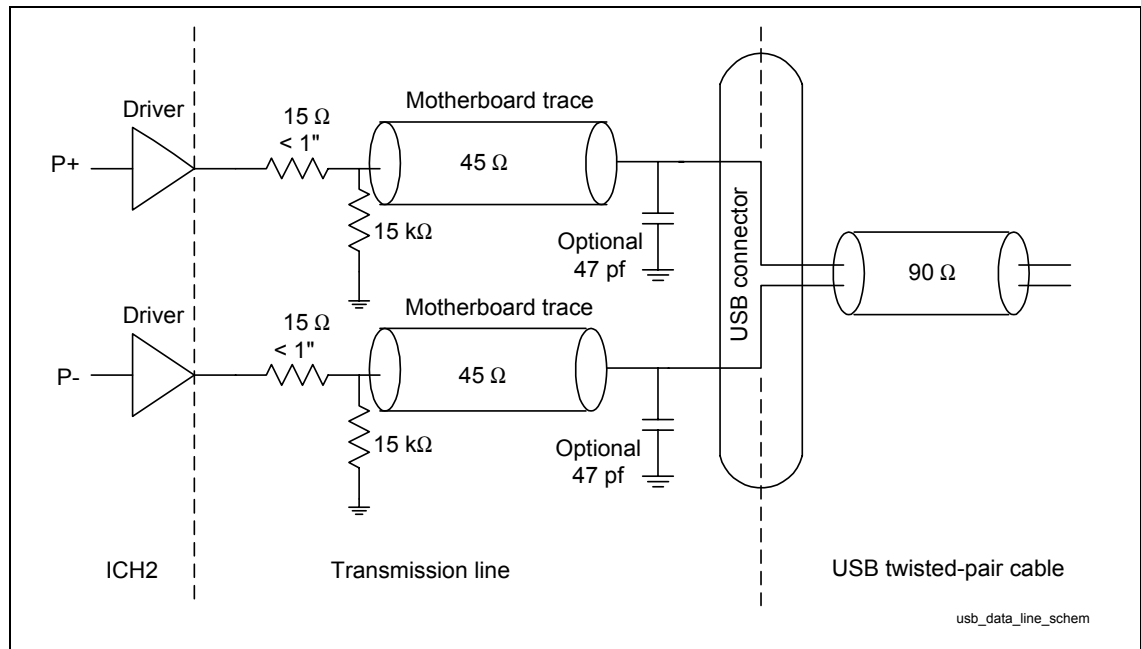 Driver
15 Ω
< 1"
Motherboard trace
P+
45 Ω
15 kΩ
Optional
47 pf
USB connector
90 Ω
Driver
15 Ω
< 1"
Motherboard trace
P-
45 Ω
15 kΩ
Optional
47 pf
ICH2
Transmission line
USB twisted-pair cable
usb_data_line_schem